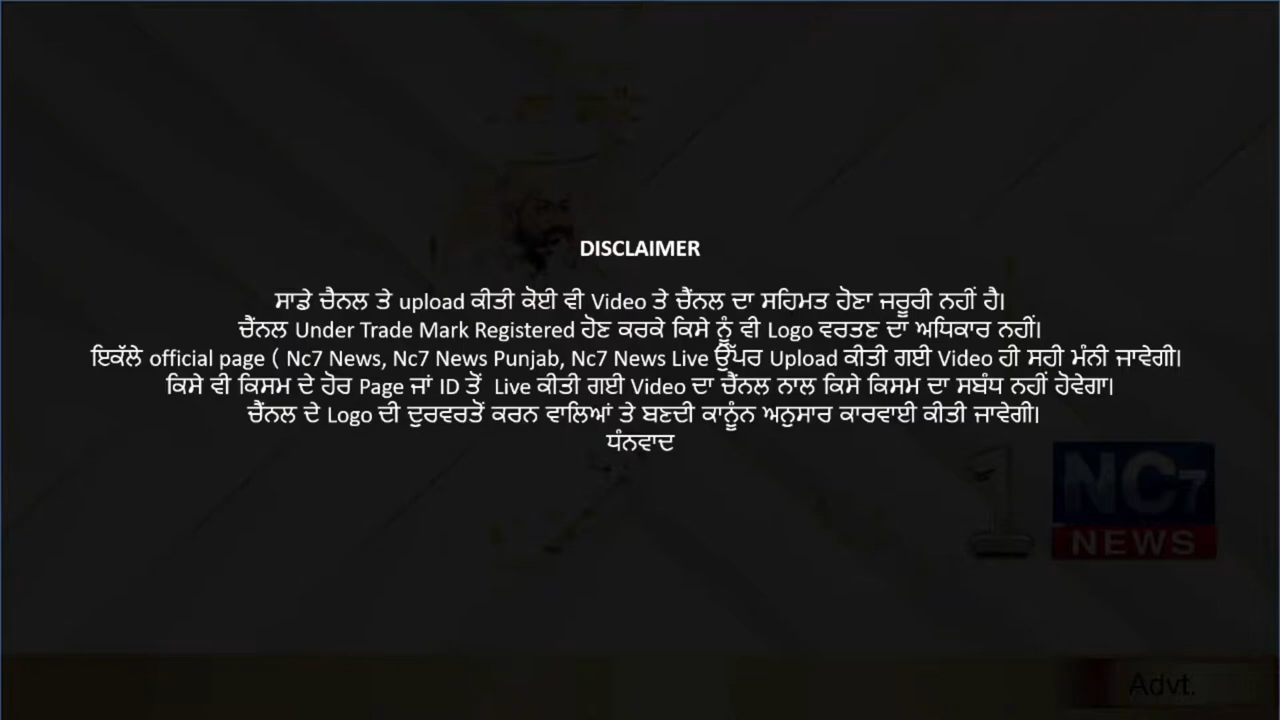 DISCLAIMER
ਸਾਡੇ ਚੈਨਲ ਤੇ upload ਕੀਤੀ ਕੋਈ ਵੀ Video ਤੇ ਚੈਂਨਲ ਦਾ ਸਹਿਮਤ ਹੋਣਾ ਜਰੂਰੀ ਨਹੀਂ ਹੈ।
ਚੈਂਨਲ Under Trade Mark Registered ਹੋਣ ਕਰਕੇ ਕਿਸੇ ਨੂੰ ਵੀ Logo ਵਰਤਣ ਦਾ ਅਧਿਕਾਰ ਨਹੀਂ।
ਇਕੱਲੇ official page ( Nc7 News, Nc7 News Punjab, Nc7 News Live ਉੱਪਰ Upload ਕੀਤੀ ਗਈ Video ਹੀ ਸਹੀ ਮੰਨੀ ਜਾਵੇਗੀ।
ਕਿਸੇ ਵੀ ਕਿਸਮ ਦੇ ਹੋਰ Page ਜਾਂ ID ਤੋਂ Live ਕੀਤੀ ਗਈ Video ਦਾ ਚੈਂਨਲ ਨਾਲ ਕਿਸੇ ਕਿਸਮ ਦਾ ਸਬੰਧ ਨਹੀਂ ਹੋਵੇਗਾ।
ਚੈਂਨਲ ਦੇ Logo ਦੀ ਦੁਰਵਰਤੋਂ ਕਰਨ ਵਾਲਿਆਂ ਤੇ ਬਣਦੀ ਕਾਨੂੰਨ ਅਨੁਸਾਰ ਕਾਰਵਾਈ ਕੀਤੀ ਜਾਵੇਗੀ।
ਧੰਨਵਾਦ
1
NC7
NEWS
Advt.